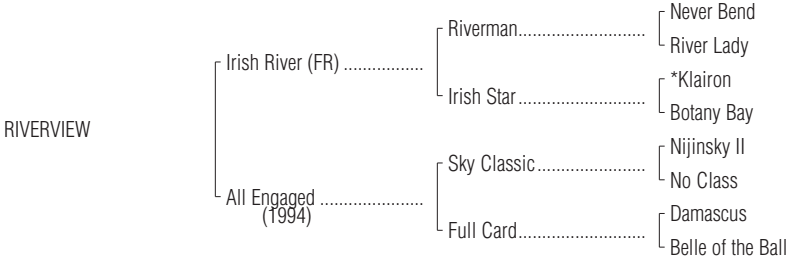 Never Bend
Riverman..........................
River Lady
Irish River (FR) .................
*Klairon
Irish Star..........................
Botany Bay
RIVERVIEW
Nijinsky II
Sky Classic......................
No Class
All Engaged ......................
(1994)
Damascus
Full Card..........................
Belle of the Ball